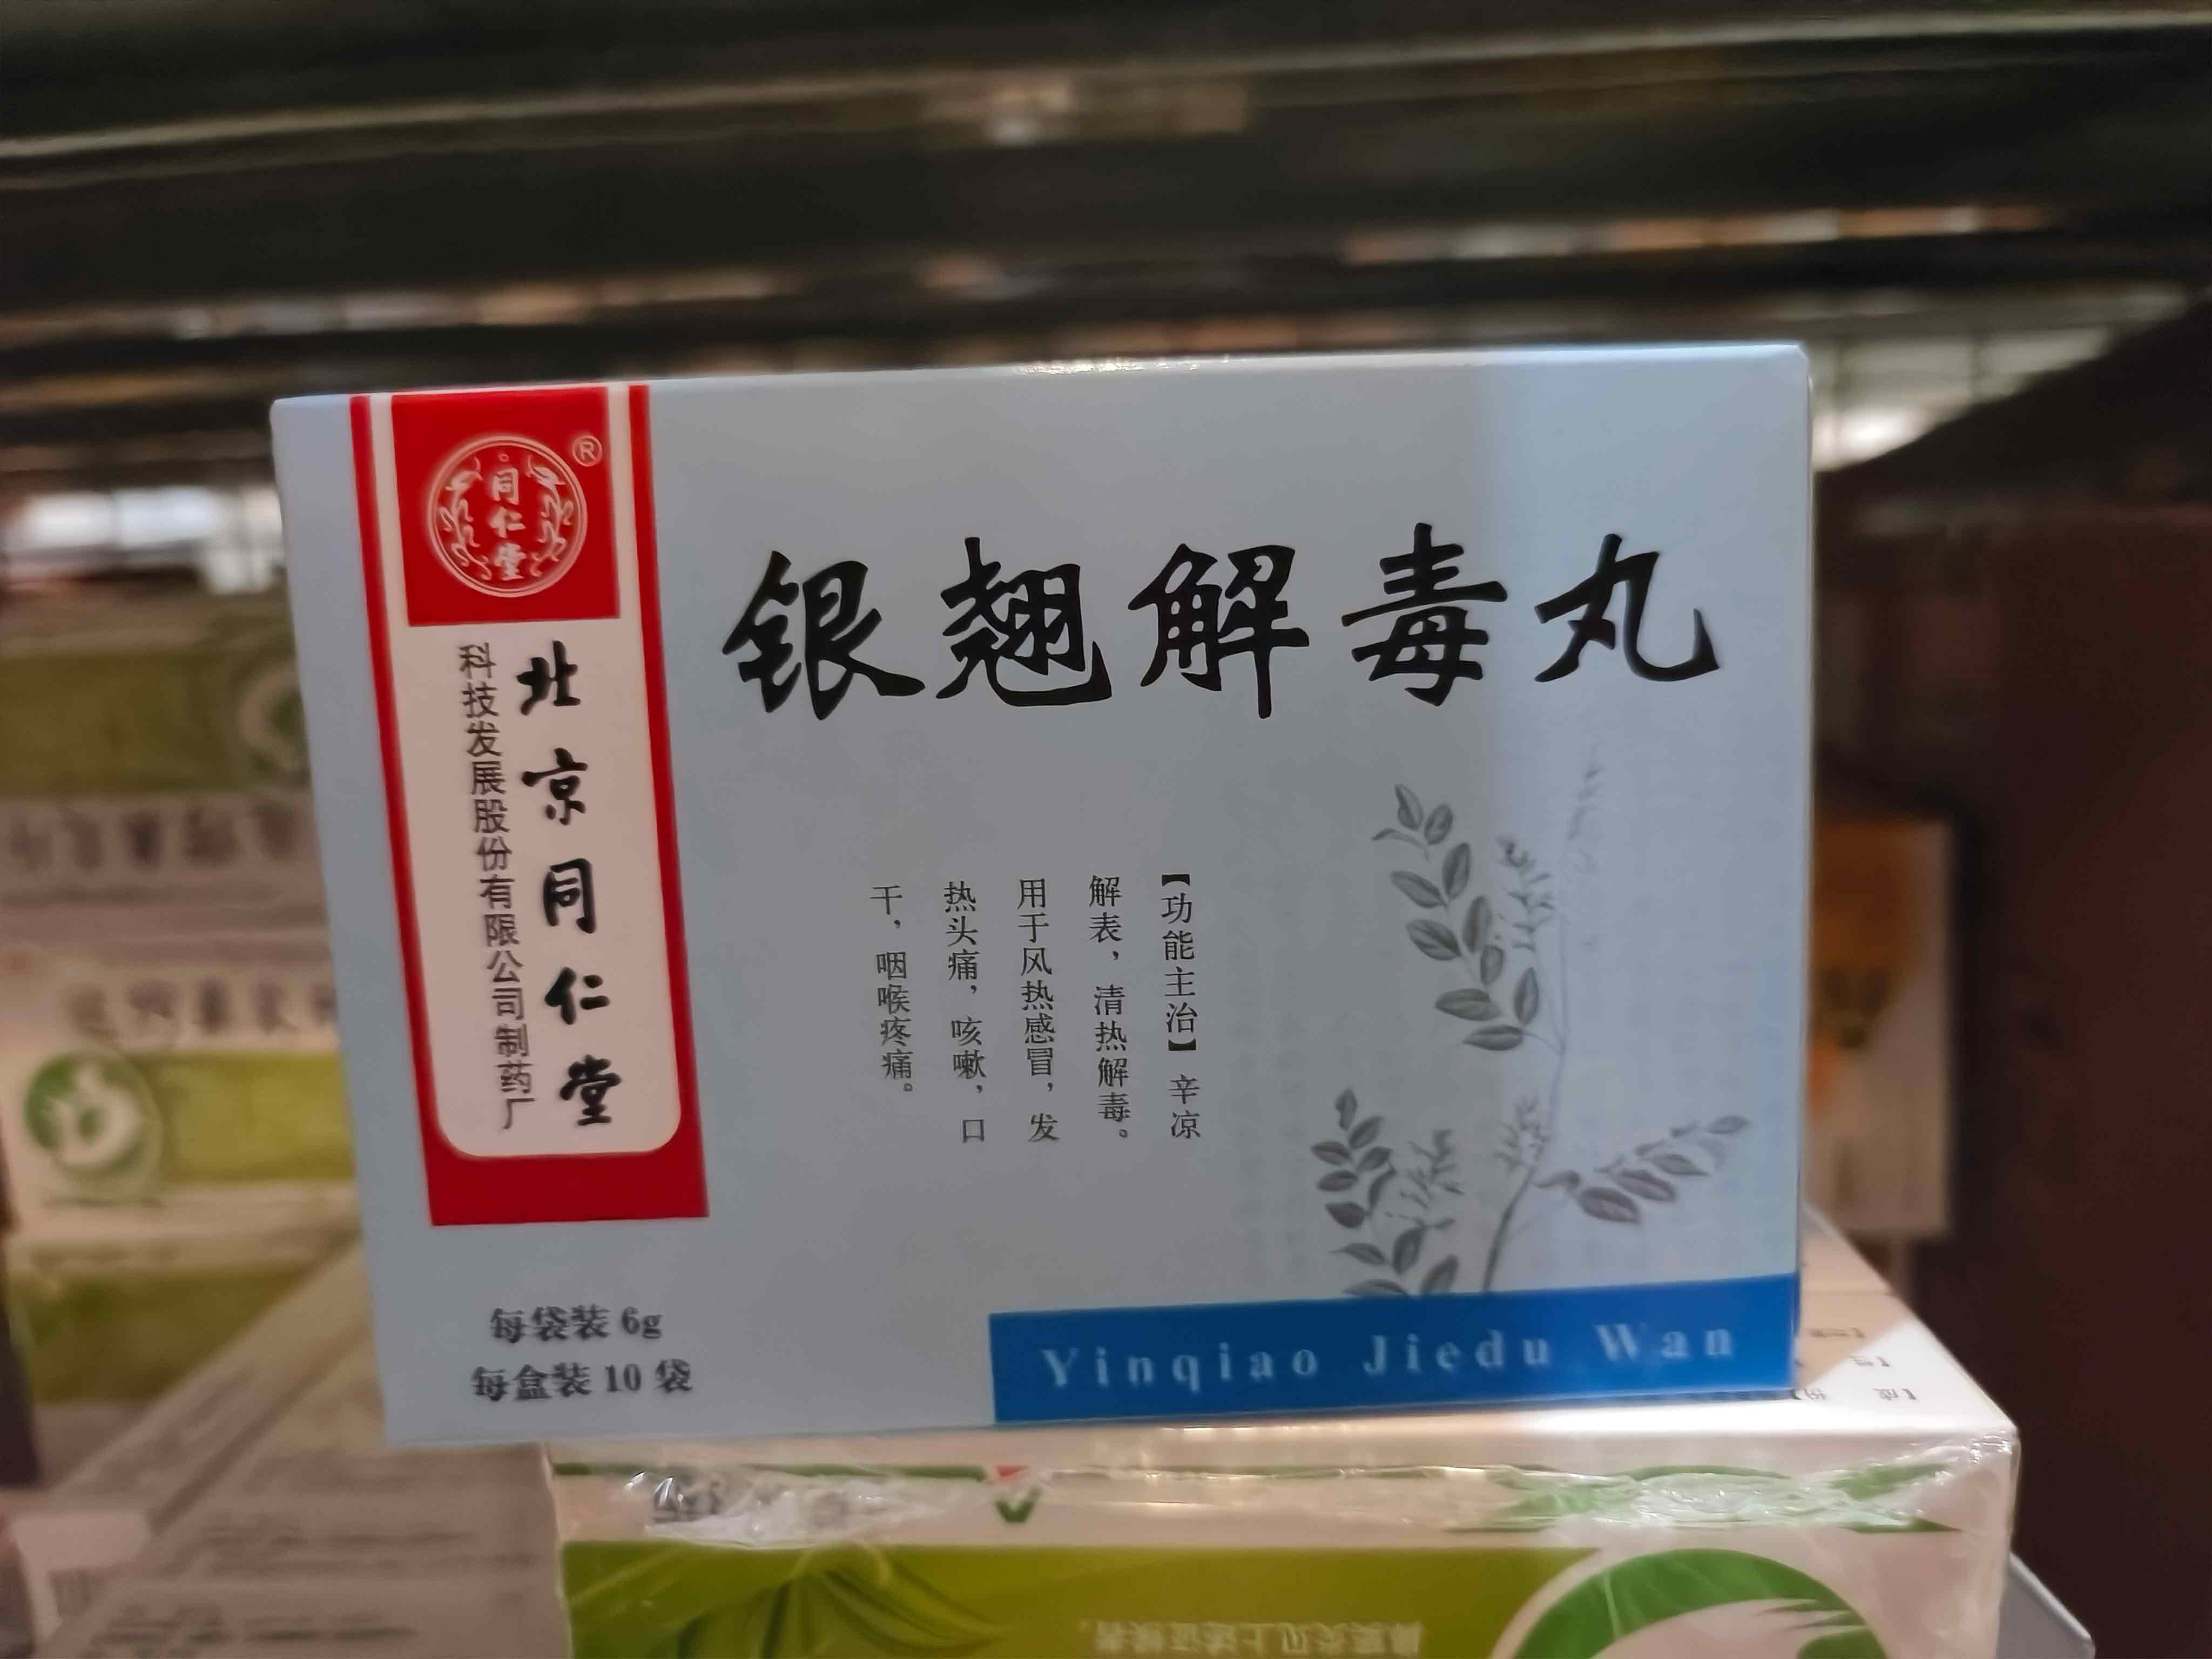 同仁堂
®
北京同仁堂
科技发展股份有限公司制药厂
银翘解毒丸
【功能主治】辛凉
解表，清热解毒。
用于风热感冒，发
热头痛，咳嗽，口
干，咽喉疼痛。
每袋装 6g
每盒装 10 袋
Yinqiao Jiedu Wan